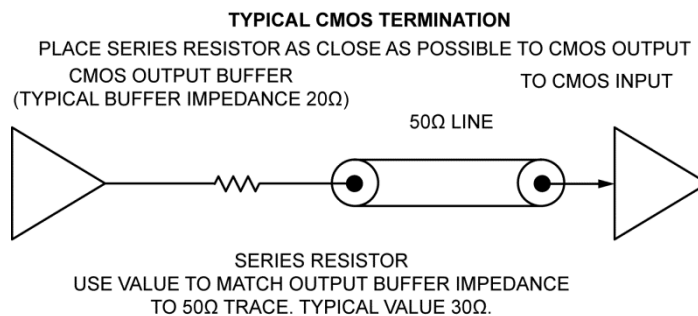 TYPICAL CMOS TERMINATION
PLACE SERIES RESISTOR AS CLOSE AS POSSIBLE TO CMOS OUTPUT
CMOS OUTPUT BUFFER
(TYPICAL BUFFER IMPEDANCE 20Ω)
TO CMOS INPUT
50Ω LINE
SERIES RESISTOR
USE VALUE TO MATCH OUTPUT BUFFER IMPEDANCE
TO 50Ω TRACE. TYPICAL VALUE 30Ω.